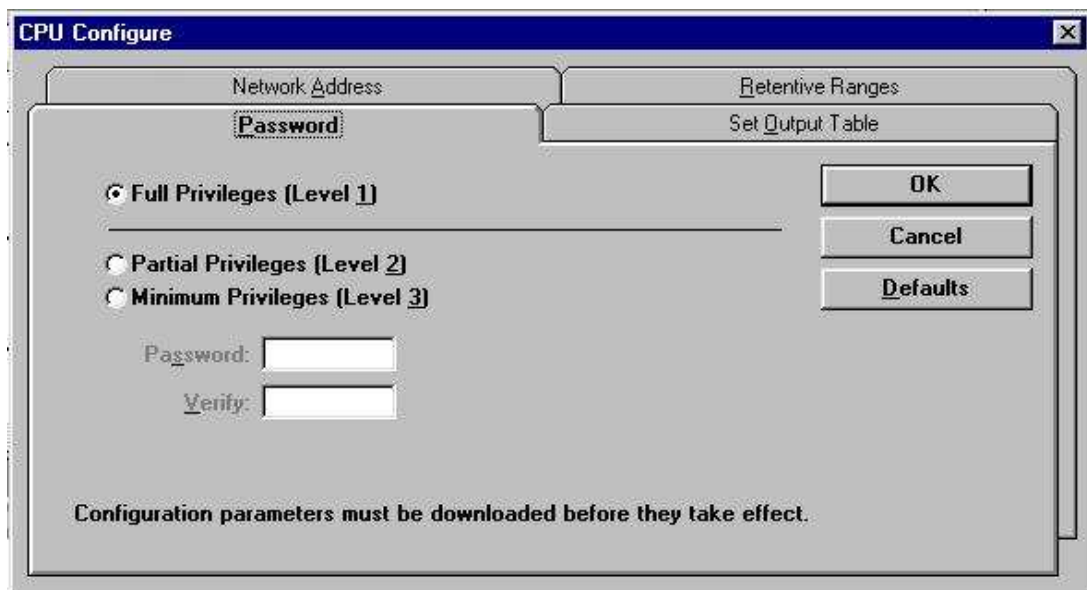 CPU Configure
Network Address
Retentive Ranges
Password
Set Output Table
Full Privileges (Level 1)
OK
Cancel
Partial Privileges (Level 2)
Defaults
Minimum Privileges (Level 3)
Password:
Verify:
Configuration parameters must be downloaded before they take effect.